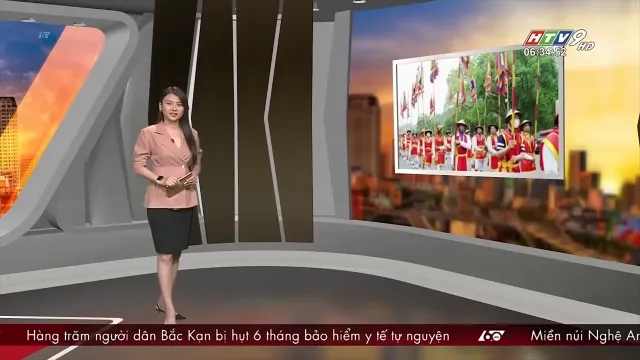 HTV9 HD
06:34:52
Hàng trăm người dân Bắc Kạn bị hụt 6 tháng bảo hiểm y tế tự nguyện 60 Miền núi Nghệ An